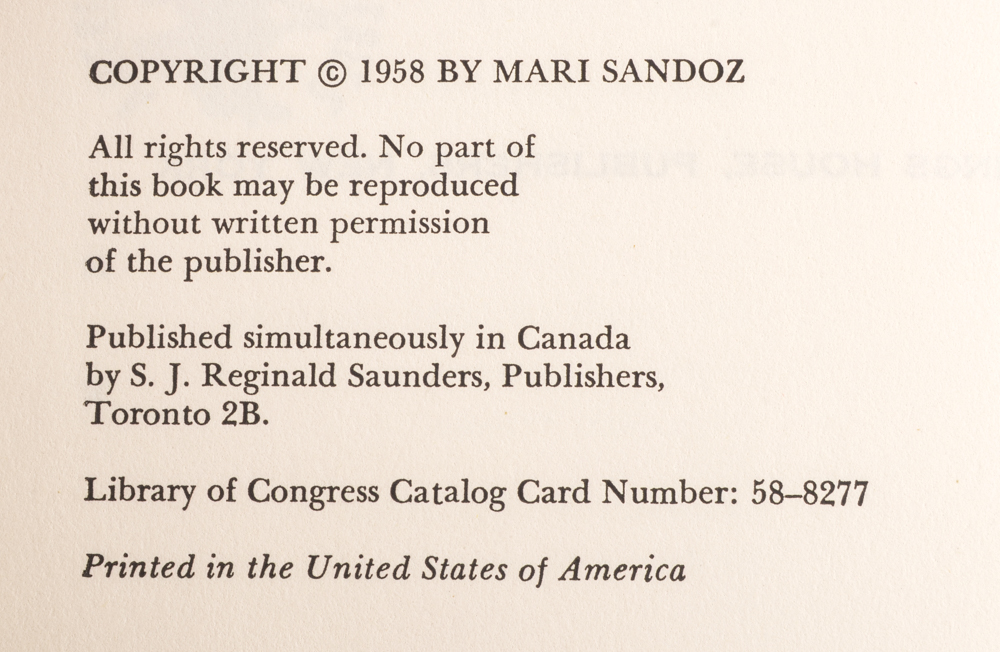 COPYRIGHT © 1958 BY MARI SANDOZ
All rights reserved. No part of
this book may be reproduced
without written permission
of the publisher.
Published simultaneously in Canada
by S. J. Reginald Saunders, Publishers,
Toronto 2B.
Library of Congress Catalog Card Number: 58–8277
Printed in the United States of America